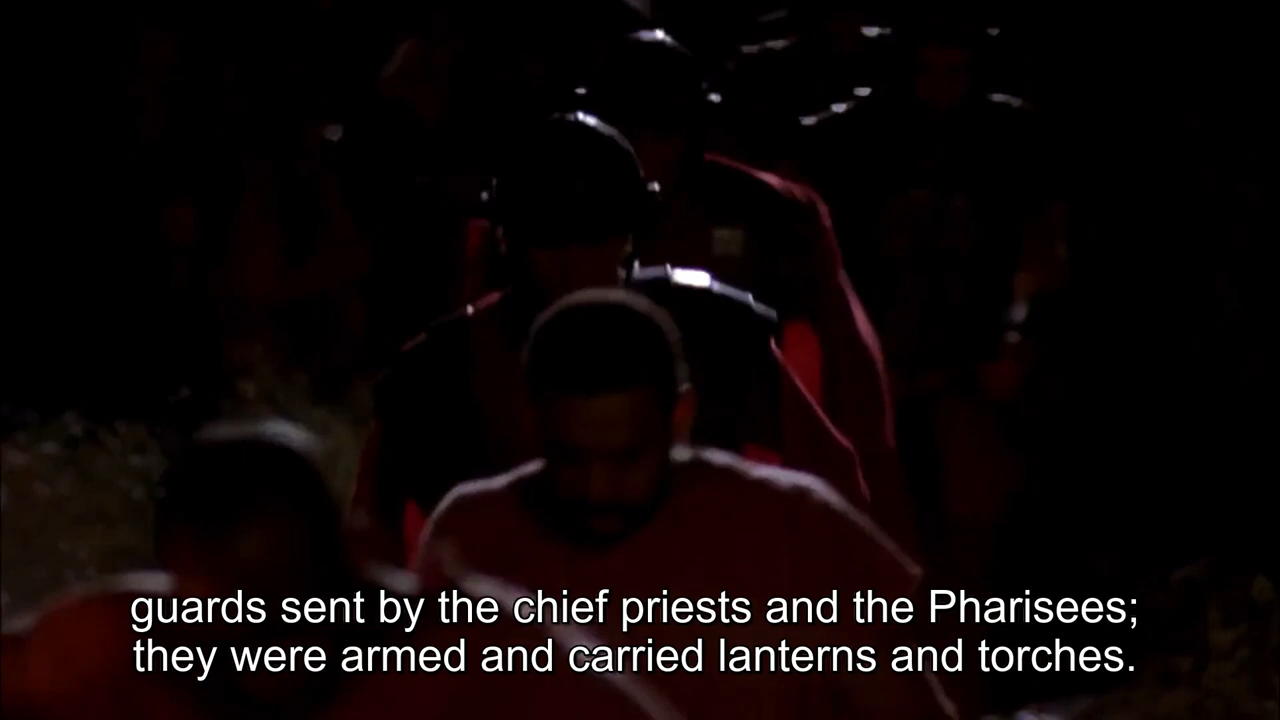 guards sent by the chief priests and the Pharisees;
they were armed and carried lanterns and torches.